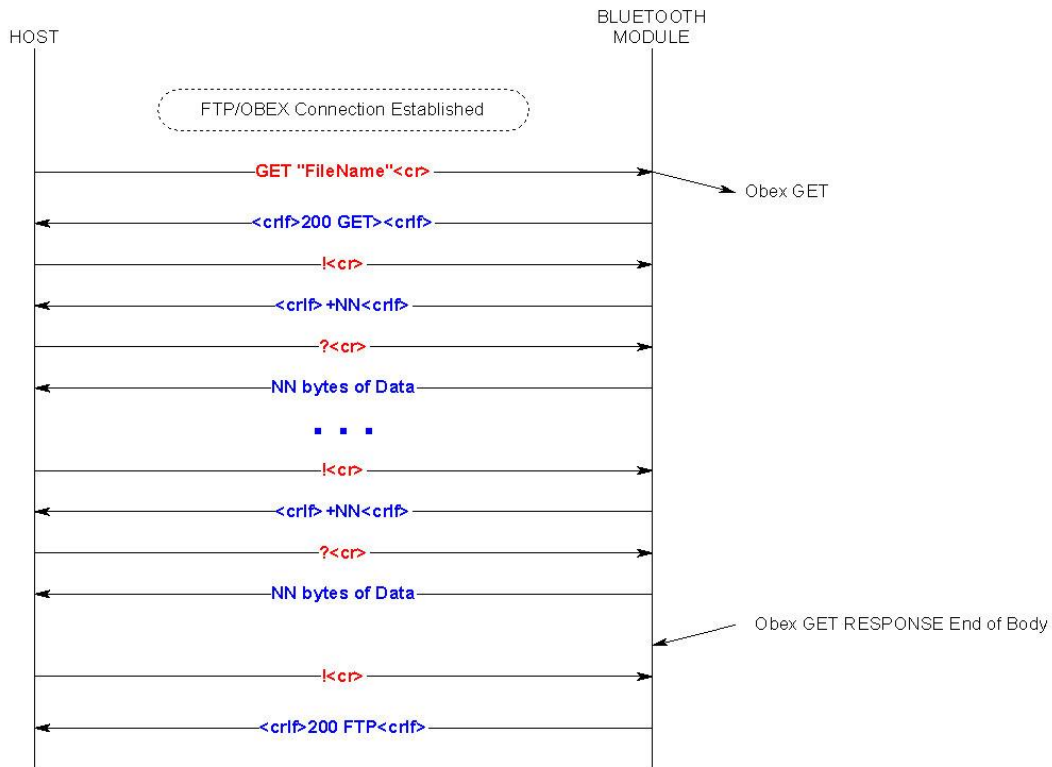 HOST
BLUETOOTH
MODULE
FTP/OBEX Connection Established
GET "FileName"<cr>
Obex GET
<crlf>200 GET><crlf>
!<cr>
<crlf>+NN<crlf>
?<cr>
NN bytes of Data
. . .
!<cr>
<crlf>+NN<crlf>
?<cr>
NN bytes of Data
Obex GET RESPONSE End of Body
!<cr>
<crlf>200 FTP<crlf>